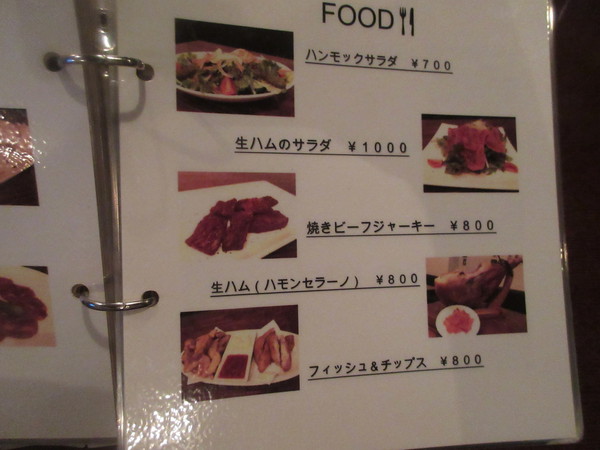 FOOD
ハンモックサラダ ￥700
生ハムのサラダ ￥1000
焼きビーフジャーキー ￥800
生ハム(ハモンセラーノ) ￥800
フィッシュ＆チップス ￥800